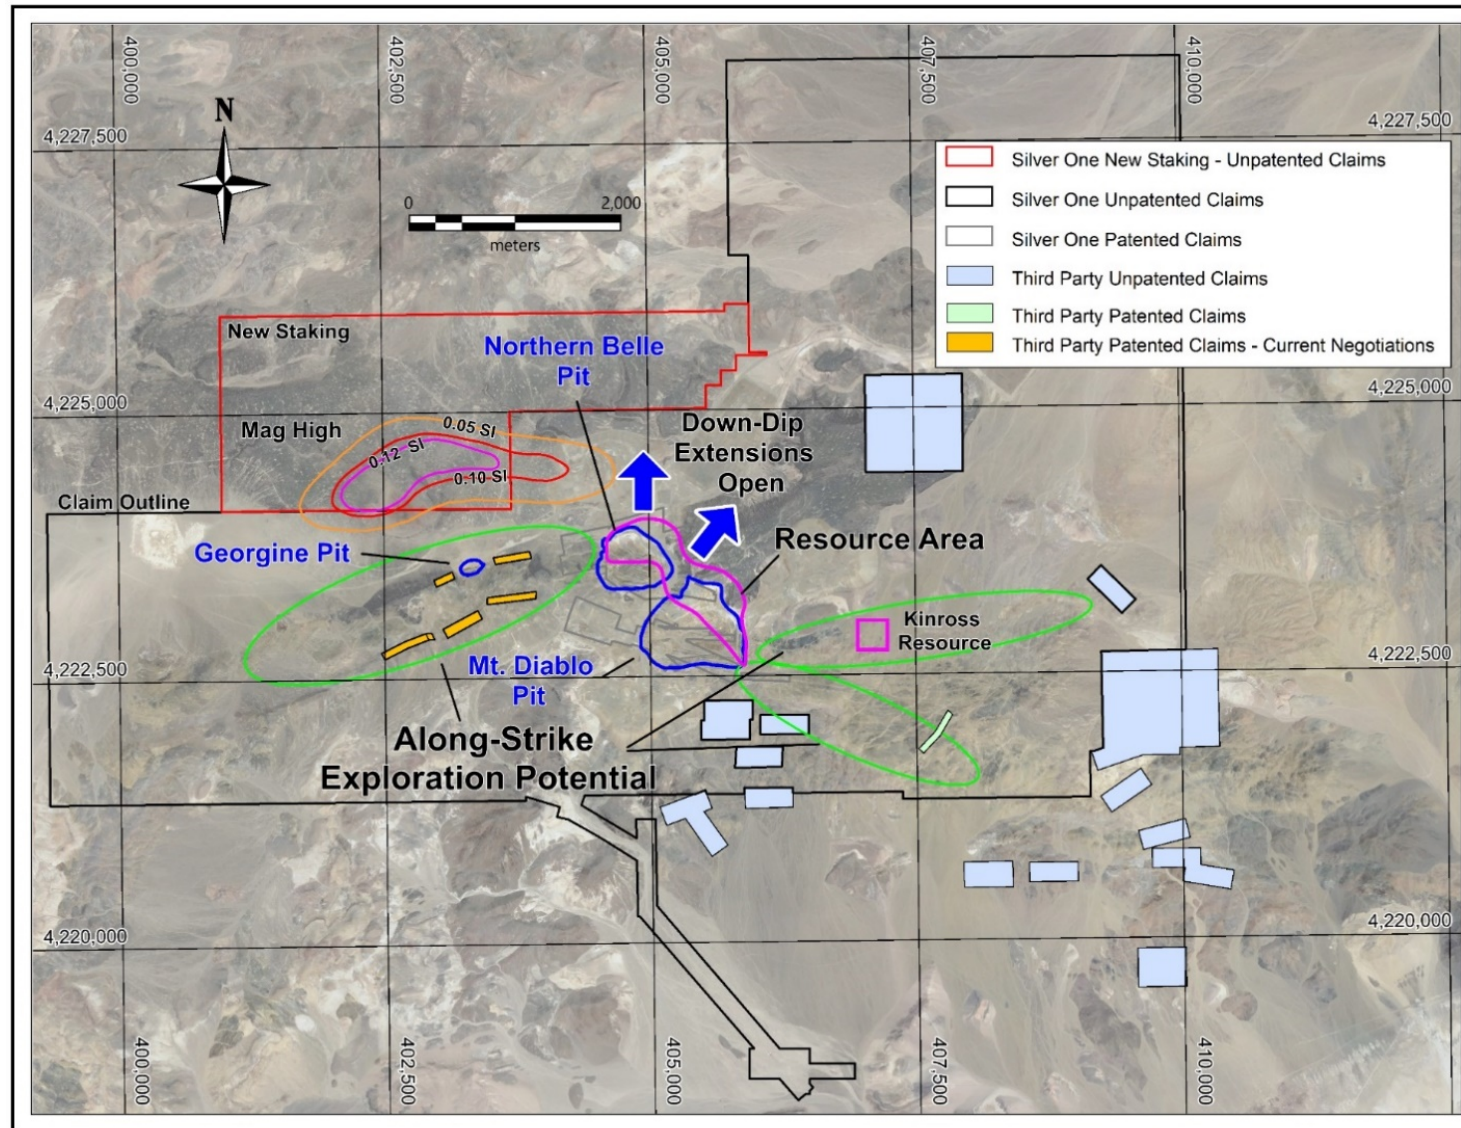 400,000
402,500
405,000
407,500
410,000
N
4,227,500
4,227,500
0 2,000
meters
Silver One New Staking - Unpatented Claims
Silver One Unpatented Claims
Silver One Patented Claims
Third Party Unpatented Claims
Third Party Patented Claims
Third Party Patented Claims - Current Negotiations
New Staking
Northern Belle
Pit
4,225,000
4,225,000
Mag High
0.05 SI
0.12 SI
0.10 SI
Down-Dip
Extensions
Open
Claim Outline
Georgine Pit
Resource Area
Kinross
Resource
4,222,500
4,222,500
Mt. Diablo
Pit
Along-Strike
Exploration Potential
4,220,000
4,220,000
400,000
402,500
405,000
407,500
410,000